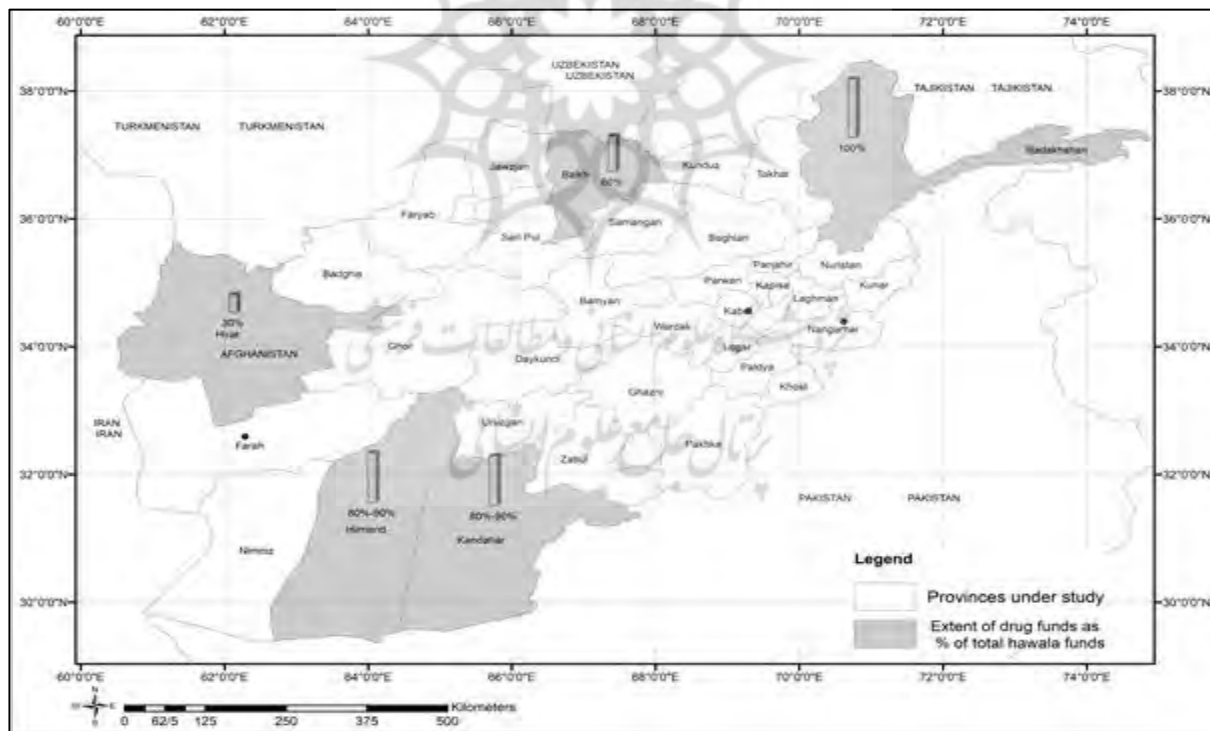 60°0'0"E 62°0'0"E 64°0'0"E 66°0'0"E 68°0'0"E 70°0'0"E 72°0'0"E 74°0'0"E
UZBEKISTAN
UZBEKISTAN
38°0'0"N
38°0'0"N
TAJIKISTAN TAJIKISTAN
TURKMENISTAN TURKMENISTAN
100%
Badakhshan
Jawzjan
Balkh
60%
Kunduz
Takhar
36°0'0"N
36°0'0"N
Faryab
Sari Pul
Samangan
Baghlan
Badghis
Panjshir
Nuristan
Parwan
Kapisa
Kunar
Laghman
Bamyan
Kabul
Nangarhar
30%
Hirat
Wardak
34°0'0"N
34°0'0"N
AFGHANISTAN
Ghor
Daykundi
Logar
Paktya
Khost
Ghazni
IRAN
IRAN
Farah
Uruzgan
Zabul
Paktika
32°0'0"N
32°0'0"N
80%-90%
Hilmand
80%-90%
Kandahar
PAKISTAN PAKISTAN
Nimroz
30°0'0"N
30°0'0"N
Legend
Provinces under study
Extent of drug funds as
% of total hawala funds
60°0'0"E 62°0'0"E 64°0'0"E 66°0'0"E 68°0'0"E 70°0'0"E 72°0'0"E 74°0'0"E
N
W E
S
Kilometers
0 62/5 125 250 375 500